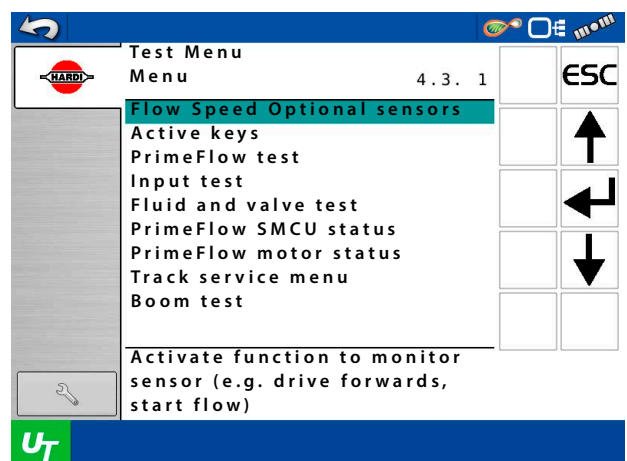 Test Menu
Menu 4.3. 1
HARDI
ESC
Flow Speed Optional sensors
Active keys
PrimeFlow test
Input test
Fluid and valve test
PrimeFlow SMCU status
PrimeFlow motor status
Track service menu
Boom test
Activate function to monitor
sensor (e.g. drive forwards,
start flow)
UT